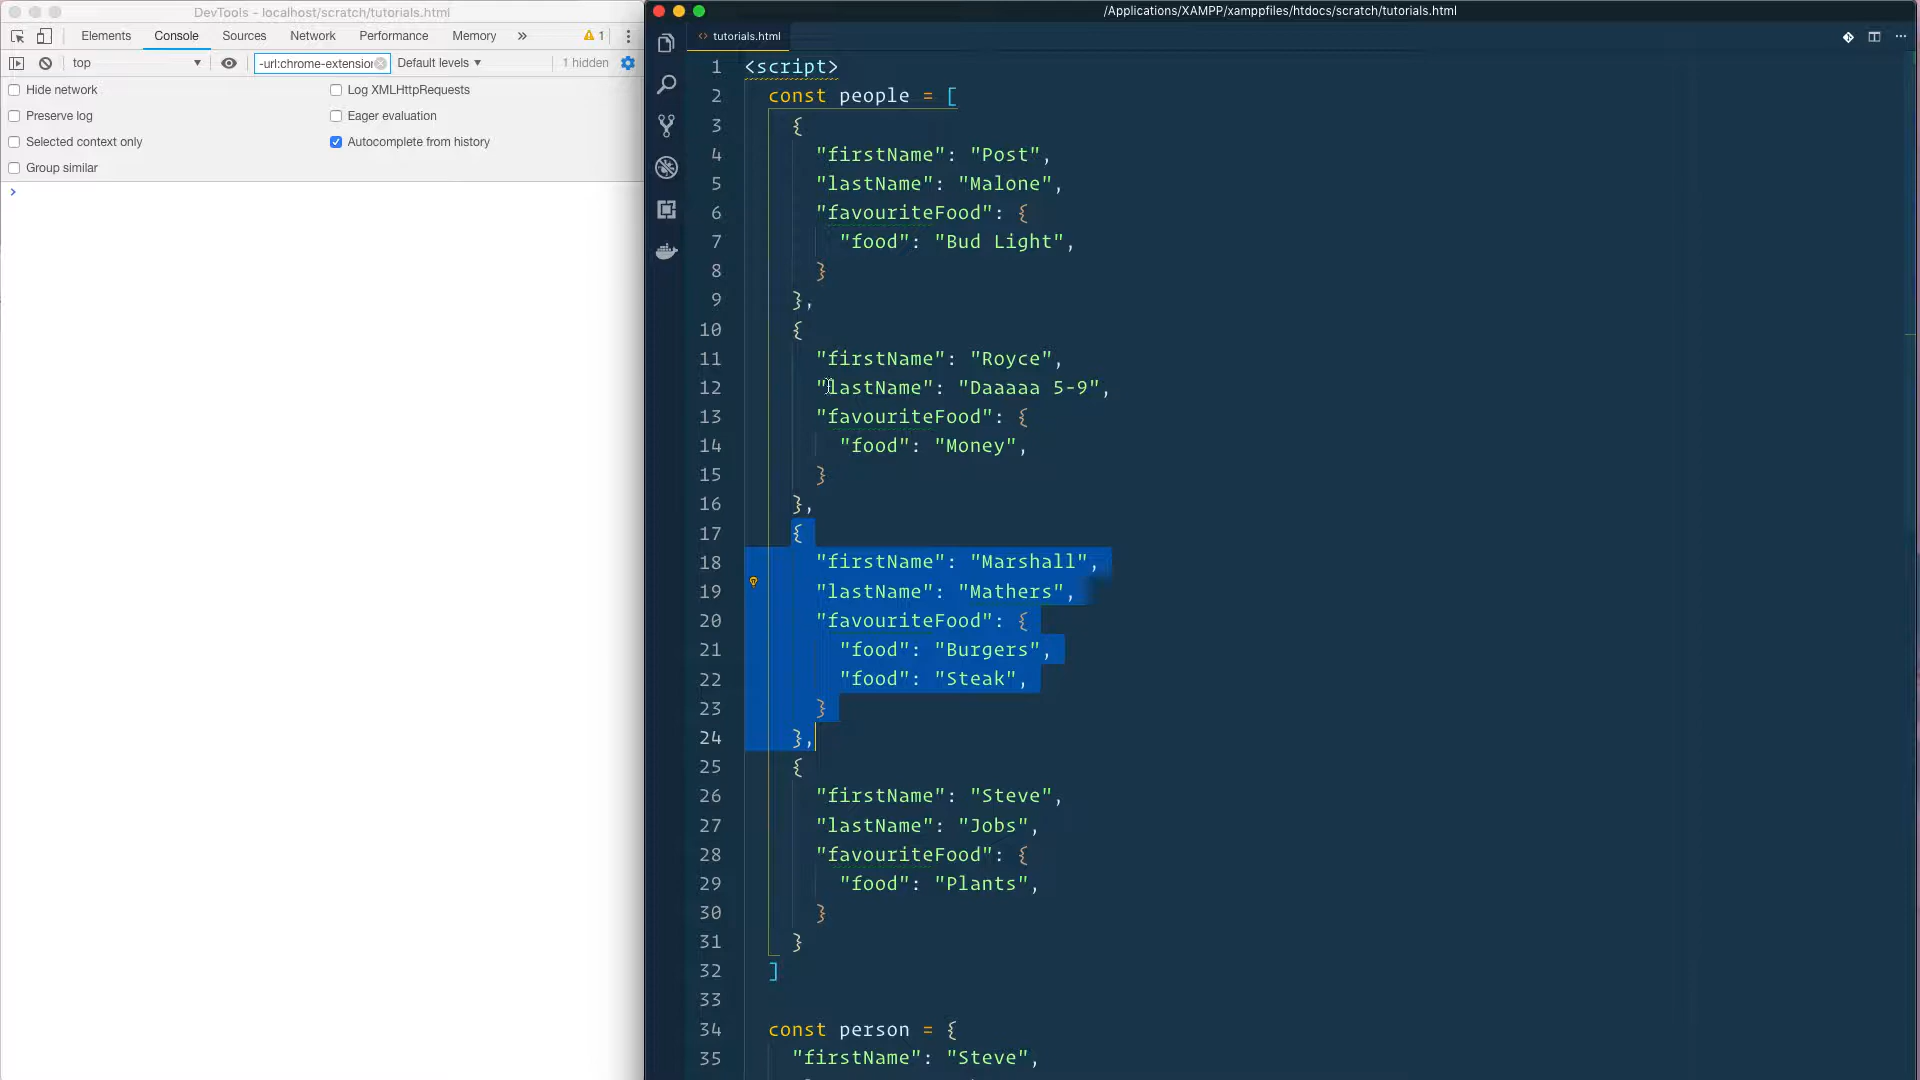 DevTools - localhost/scratch/tutorials.html
Elements Console Sources Network Performance Memory » 1
top -url:chrome-extension Default levels ▼ 1 hidden
Hide network Log XMLHttpRequests
Preserve log Eager evaluation
Selected context only Autocomplete from history
Group similar
>
/Applications/XAMPP/xamppfiles/htdocs/scratch/tutorials.html
<> tutorials.html
1 <script>
2 const people = [
3 {
4 "firstName": "Post",
5 "lastName": "Malone",
6 "favouriteFood": {
7 "food": "Bud Light",
8 }
9 },
10 {
11 "firstName": "Royce",
12 "lastName": "Daaaaa 5-9",
13 "favouriteFood": {
14 "food": "Money",
15 }
16 },
17 {
18 "firstName": "Marshall",
19 "lastName": "Mathers",
20 "favouriteFood": {
21 "food": "Burgers",
22 "food": "Steak",
23 }
24 },
25 {
26 "firstName": "Steve",
27 "lastName": "Jobs",
28 "favouriteFood": {
29 "food": "Plants",
30 }
31 }
32 ]
33
34 const person = {
35 "firstName": "Steve",